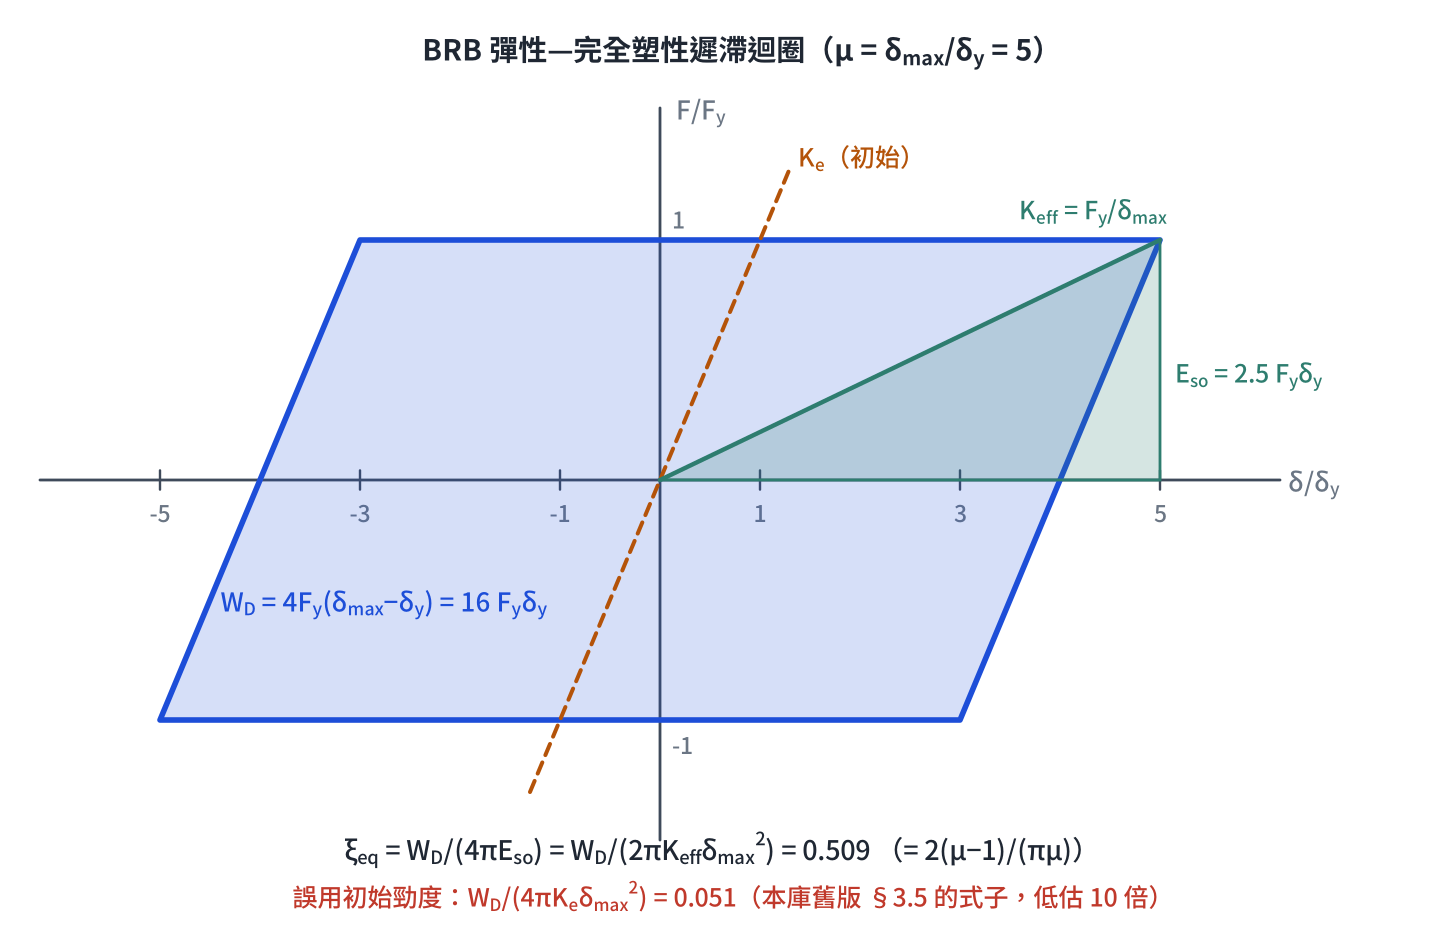 BRB 彈性—完全塑性遲滯迴圈（μ = δmax/δy = 5）
F/Fy
Ke（初始）
Keff = Fy/δmax
1
Eso = 2.5 Fyδy
δ/δy
-5 -3 -1 1 3 5
WD = 4Fy(δmax−δy) = 16 Fyδy
-1
ξeq = WD/(4πEso) = WD/(2πKeffδmax²) = 0.509 （= 2(μ−1)/(πμ)）
誤用初始勁度：WD/(4πKeδmax²) = 0.051（本庫舊版 §3.5 的式子，低估 10 倍）